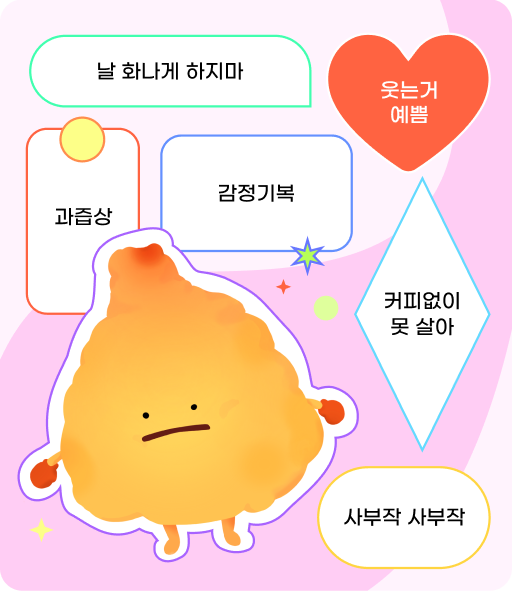 날 화나게 하지마
웃는거
예쁨
과즙상
감정기복
커피없이
못 살아
사부작 사부작